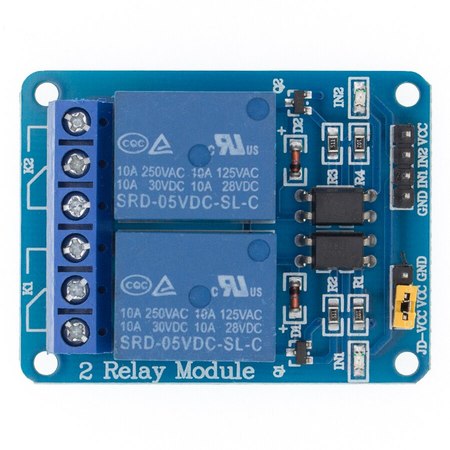 K2
K1
CQC
US
10A 250VAC 10A 125VAC
10A 30VDC 10A 28VDC
SRD-05VDC-SL-C
CQC
US
10A 250VAC 10A 125VAC
10A 30VDC 10A 28VDC
SRD-05VDC-SL-C
2 Relay Module
Q2
D2
+
IN2
R3
R4
GND IN1 IN2 VCC
R2
R1
+
D1
Q1
IN1
JD-VCC VCC GND